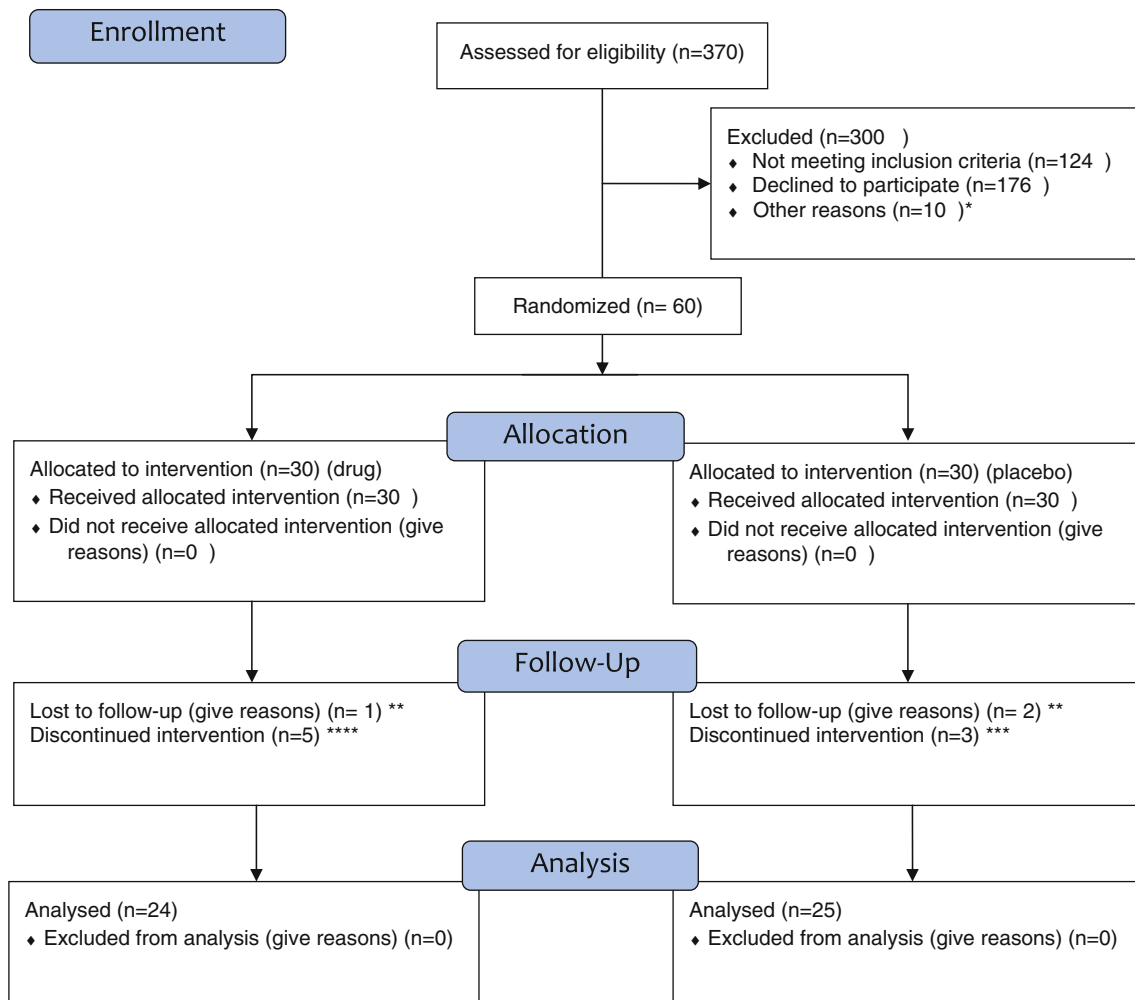 Enrollment
Assessed for eligibility (n=370)
Excluded (n=300   )
♦ Not meeting inclusion criteria (n=124   )
♦ Declined to participate (n=176   )
♦ Other reasons (n=10   )*
Randomized (n= 60)
Allocation
Allocated to intervention (n=30) (drug)
♦ Received allocated intervention (n=30   )
♦ Did not receive allocated intervention (give
reasons) (n=0   )
Allocated to intervention (n=30) (placebo)
♦ Received allocated intervention (n=30   )
♦ Did not receive allocated intervention (give
reasons) (n=0   )
Follow-Up
Lost to follow-up (give reasons) (n= 1) **
Discontinued intervention (n=5) ****
Lost to follow-up (give reasons) (n= 2) **
Discontinued intervention (n=3) ***
Analysis
Analysed (n=24)
♦ Excluded from analysis (give reasons) (n=0)
Analysed (n=25)
♦ Excluded from analysis (give reasons) (n=0)